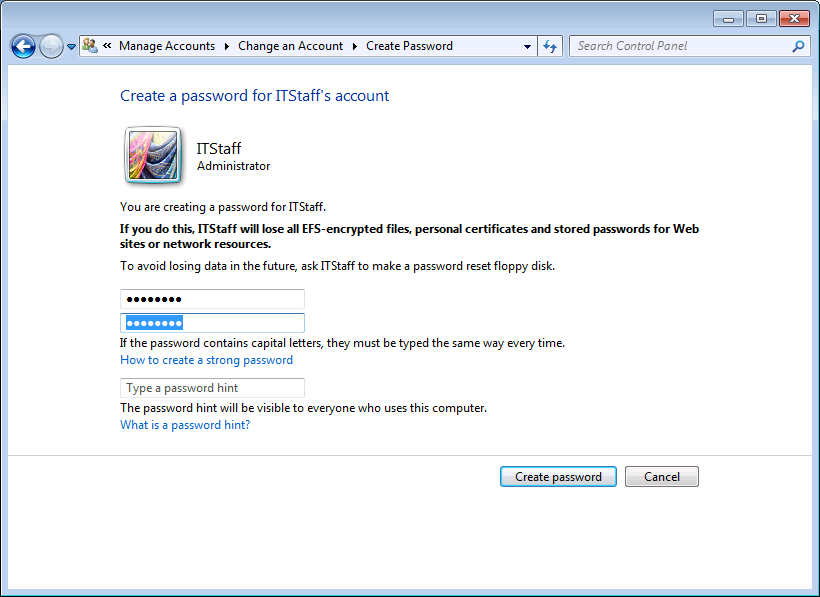 « Manage Accounts ▸ Change an Account ▸ Create Password
Search Control Panel
Create a password for ITStaff's account
ITStaff
Administrator
You are creating a password for ITStaff.
If you do this, ITStaff will lose all EFS-encrypted files, personal certificates and stored passwords for Web
sites or network resources.
To avoid losing data in the future, ask ITStaff to make a password reset floppy disk.
●●●●●●●●
●●●●●●●●
If the password contains capital letters, they must be typed the same way every time.
How to create a strong password
Type a password hint
The password hint will be visible to everyone who uses this computer.
What is a password hint?
Create password
Cancel